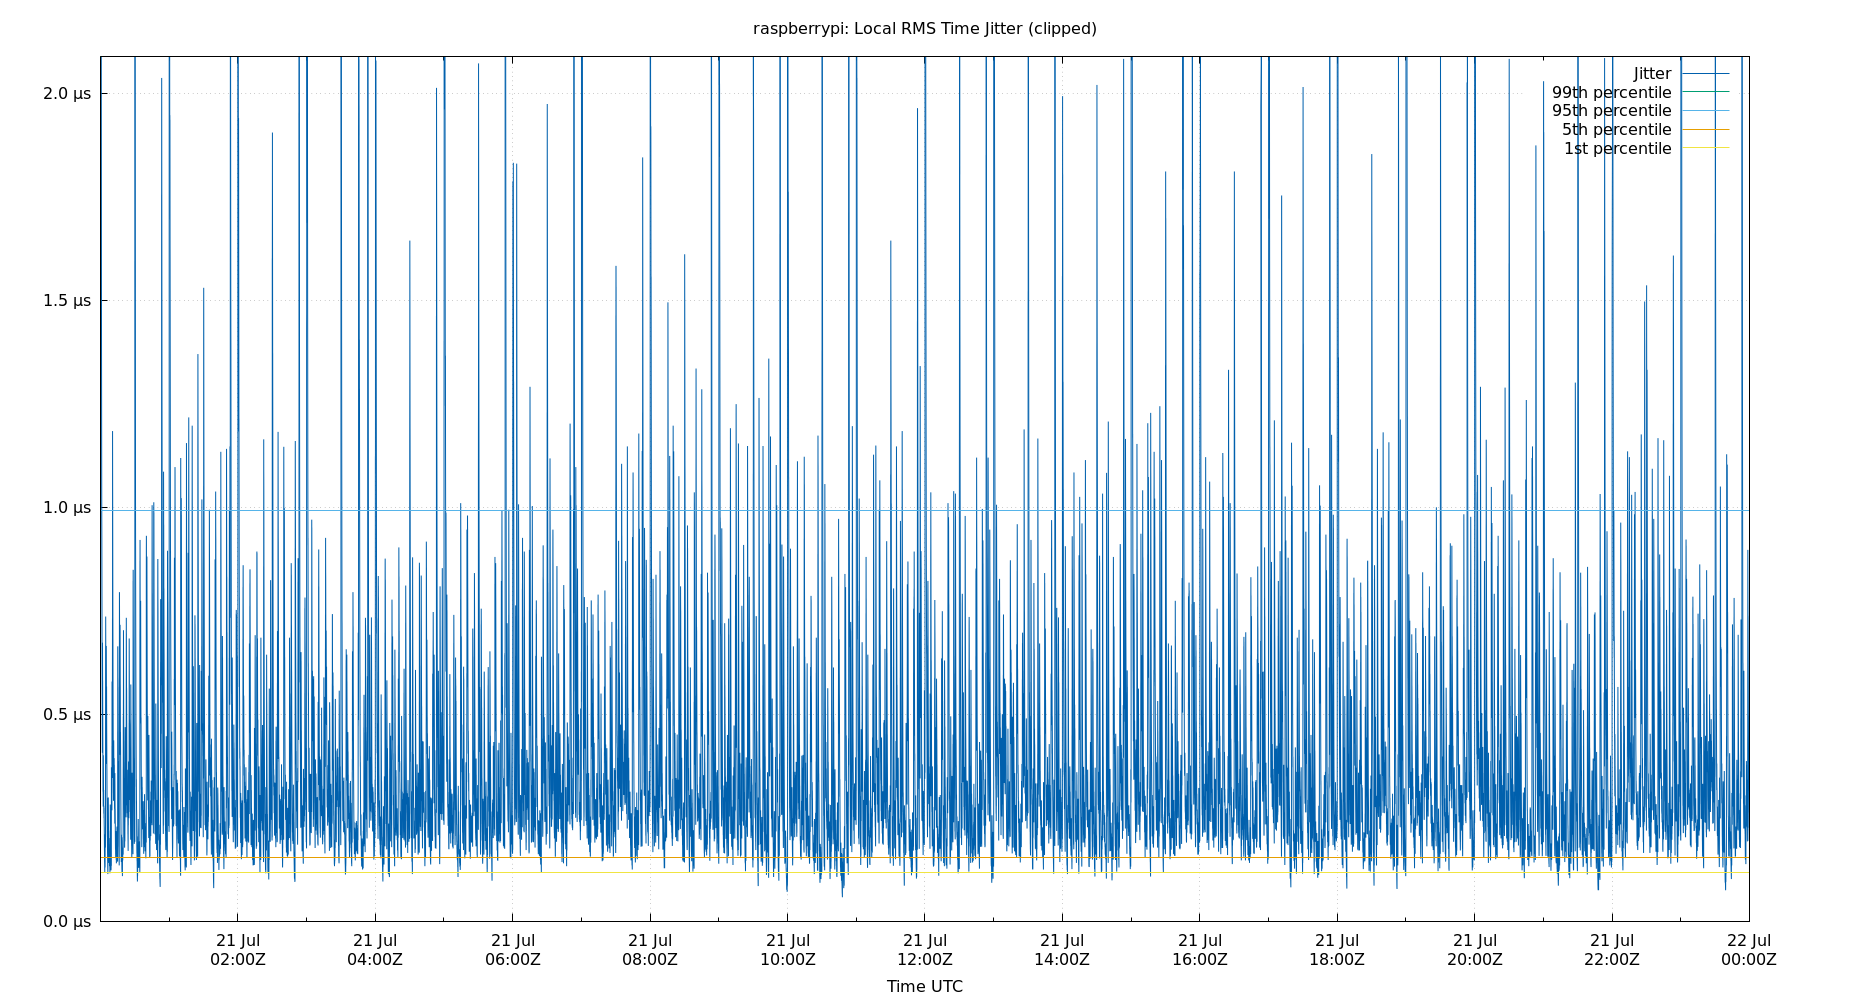 raspberrypi: Local RMS Time Jitter (clipped)
2.0 µs
1.5 µs
1.0 µs
0.5 µs
0.0 µs
Jitter
99th percentile
95th percentile
5th percentile
1st percentile
21 Jul 21 Jul 21 Jul 21 Jul 21 Jul 21 Jul 21 Jul 21 Jul 21 Jul 21 Jul 21 Jul 22 Jul
02:00Z 04:00Z 06:00Z 08:00Z 10:00Z 12:00Z 14:00Z 16:00Z 18:00Z 20:00Z 22:00Z 00:00Z
Time UTC